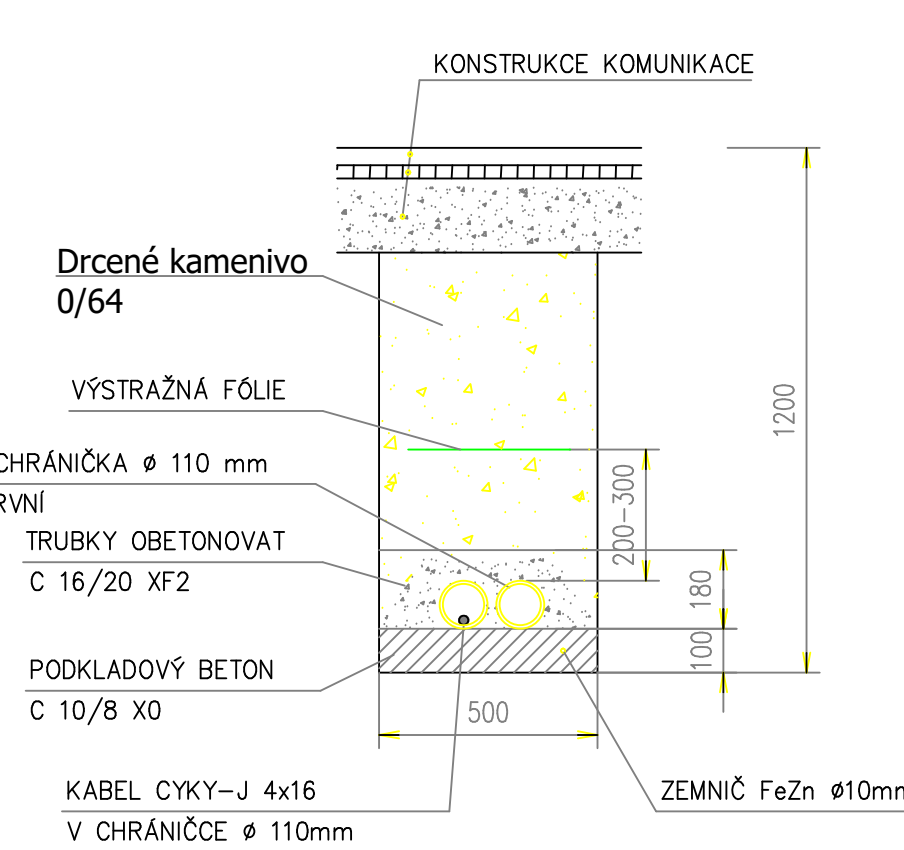 KONSTRUKCE KOMUNIKACE
Drcené kamenivo
0/64
VÝSTRAŽNÁ FÓLIE
CHRÁNIČKA ø 110 mm
RVNÍ
TRUBKY OBETONOVAT
C 16/20 XF2
PODKLADOVÝ BETON
C 10/8 X0
KABEL CYKY-J 4x16
V CHRÁNIČCE ø 110mm
ZEMNIČ FeZn ø10mm
1200
200-300
180
100
500